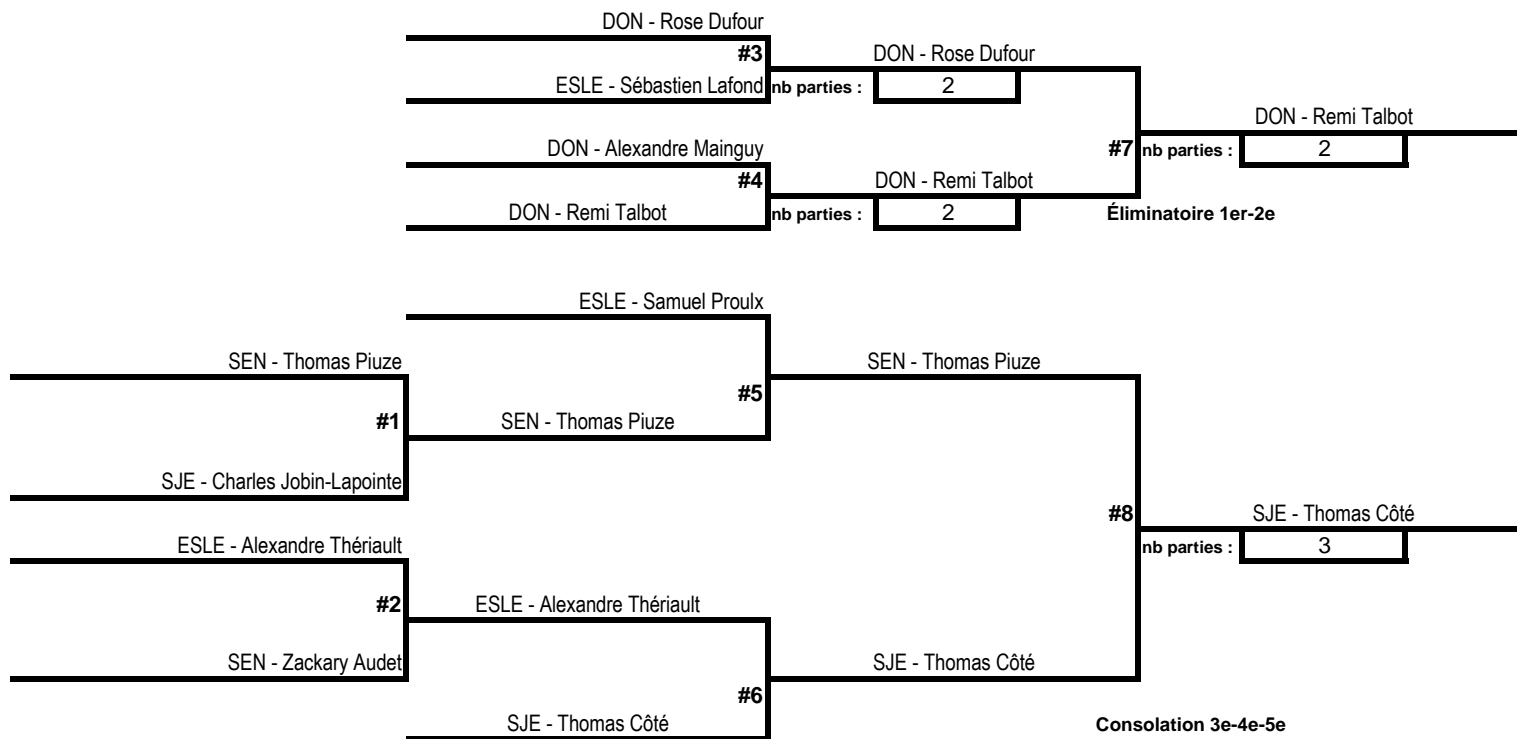 DON - Rose Dufour
#3 DON - Rose Dufour
ESLE - Sébastien Lafond nb parties : 2
DON - Remi Talbot
DON - Alexandre Mainguy #7 nb parties : 2
#4 DON - Remi Talbot
DON - Remi Talbot nb parties : 2 Éliminatoire 1er-2e
ESLE - Samuel Proulx
SEN - Thomas Piuze SEN - Thomas Piuze
#5
#1 SEN - Thomas Piuze
SJE - Charles Jobin-Lapointe
#8 SJE - Thomas Côté
ESLE - Alexandre Thériault nb parties : 3
#2 ESLE - Alexandre Thériault
SEN - Zackary Audet SJE - Thomas Côté
#6
SJE - Thomas Côté Consolation 3e-4e-5e